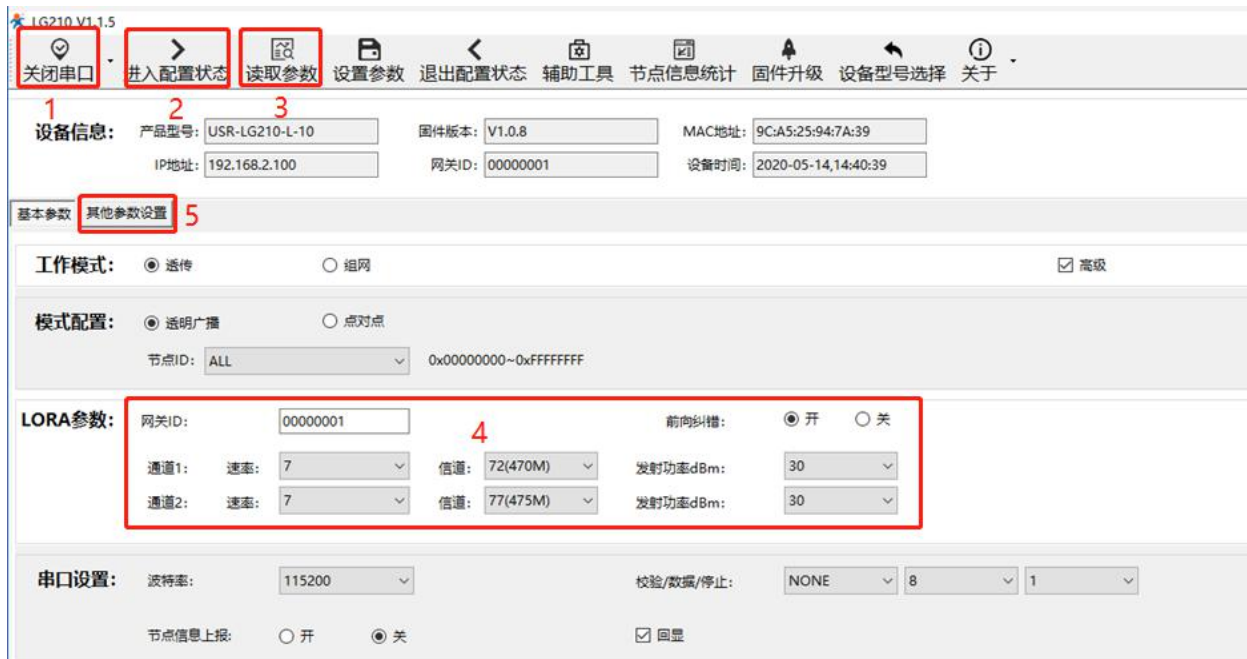 LG210 V1.1.5
关闭串口 进入配置状态 读取参数 设置参数 退出配置状态 辅助工具 节点信息统计 固件升级 设备型号选择 关于
1 2 3
设备信息： 产品型号: USR-LG210-L-10 固件版本: V1.0.8 MAC地址: 9C:A5:25:94:7A:39
IP地址: 192.168.2.100 网关ID: 00000001 设备时间: 2020-05-14,14:40:39
基本参数 其他参数设置 5
工作模式： 透传 组网 高级
模式配置： 透明广播 点对点
节点ID: ALL 0x00000000~0xFFFFFFFF
LORA参数： 网关ID: 00000001 4 前向纠错: 开 关
通道1: 速率: 7 信道: 72(470M) 发射功率dBm: 30
通道2: 速率: 7 信道: 77(475M) 发射功率dBm: 30
串口设置： 波特率: 115200 校验/数据/停止: NONE 8 1
节点信息上报: 开 关 回显